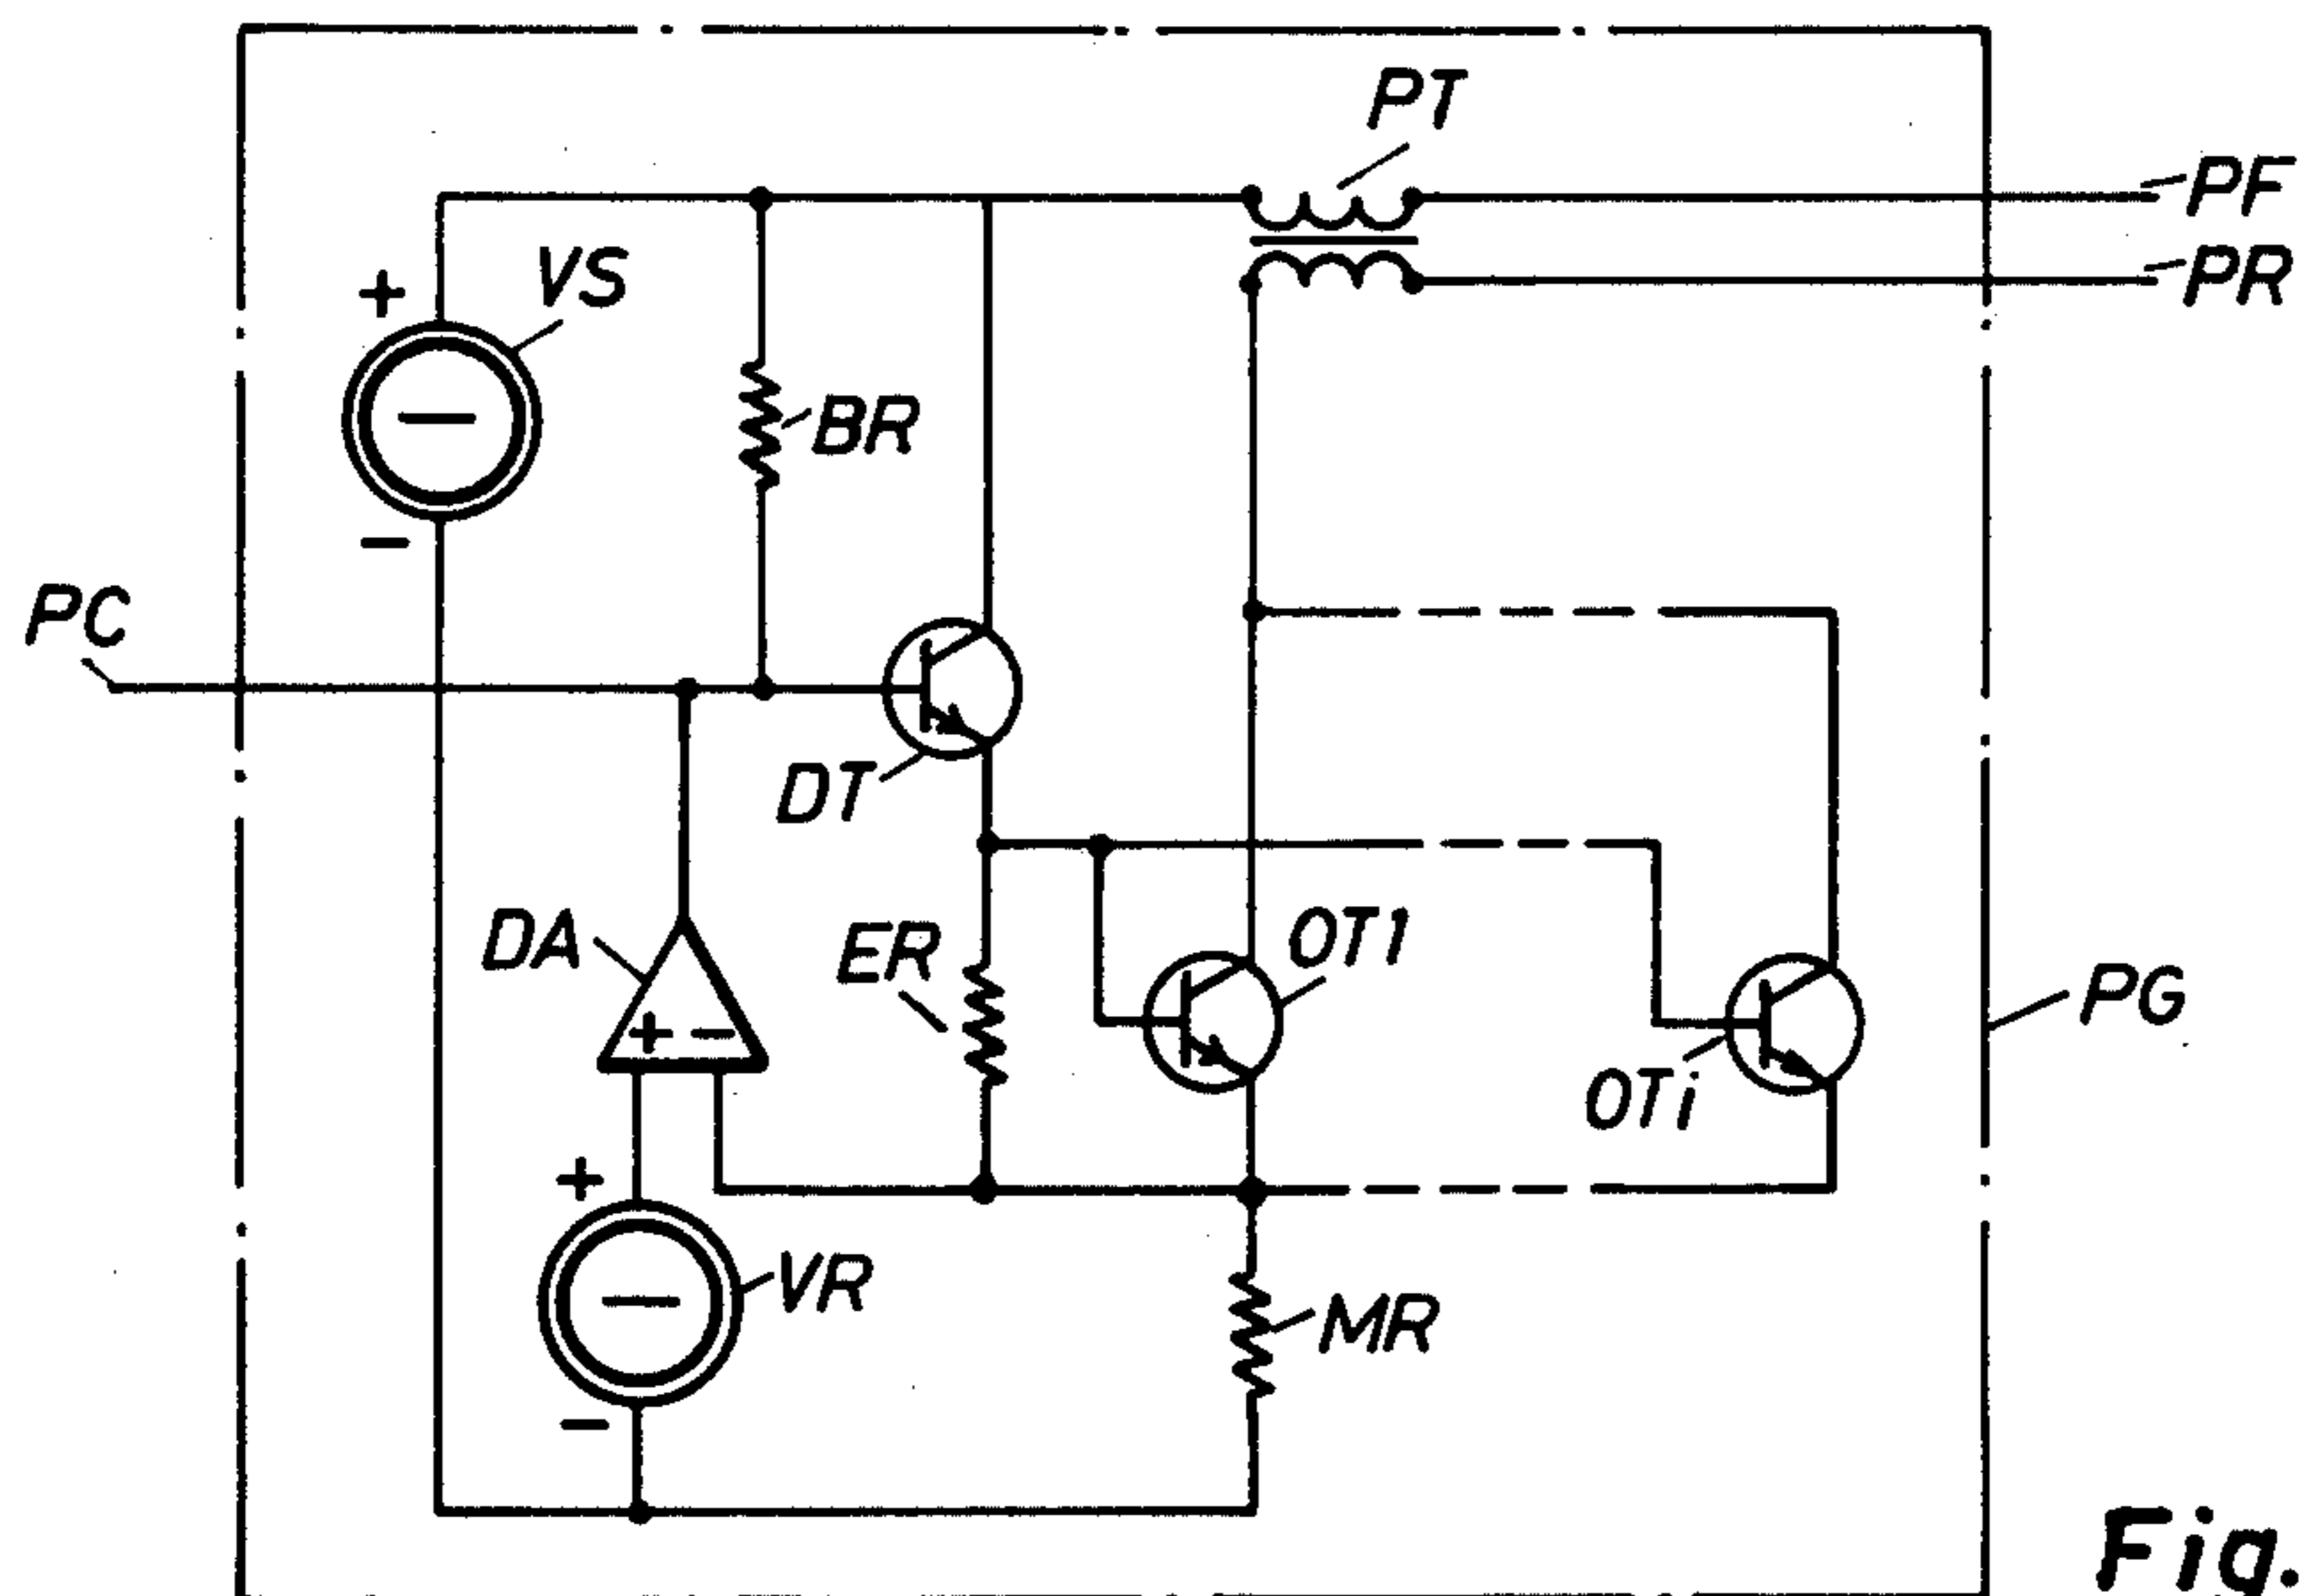 PT
PF
PR
+
VS
BR
−
PC
DT
DA
ER
OT1
+ −
PG
OTi
+
VR
MR
−
Fig.